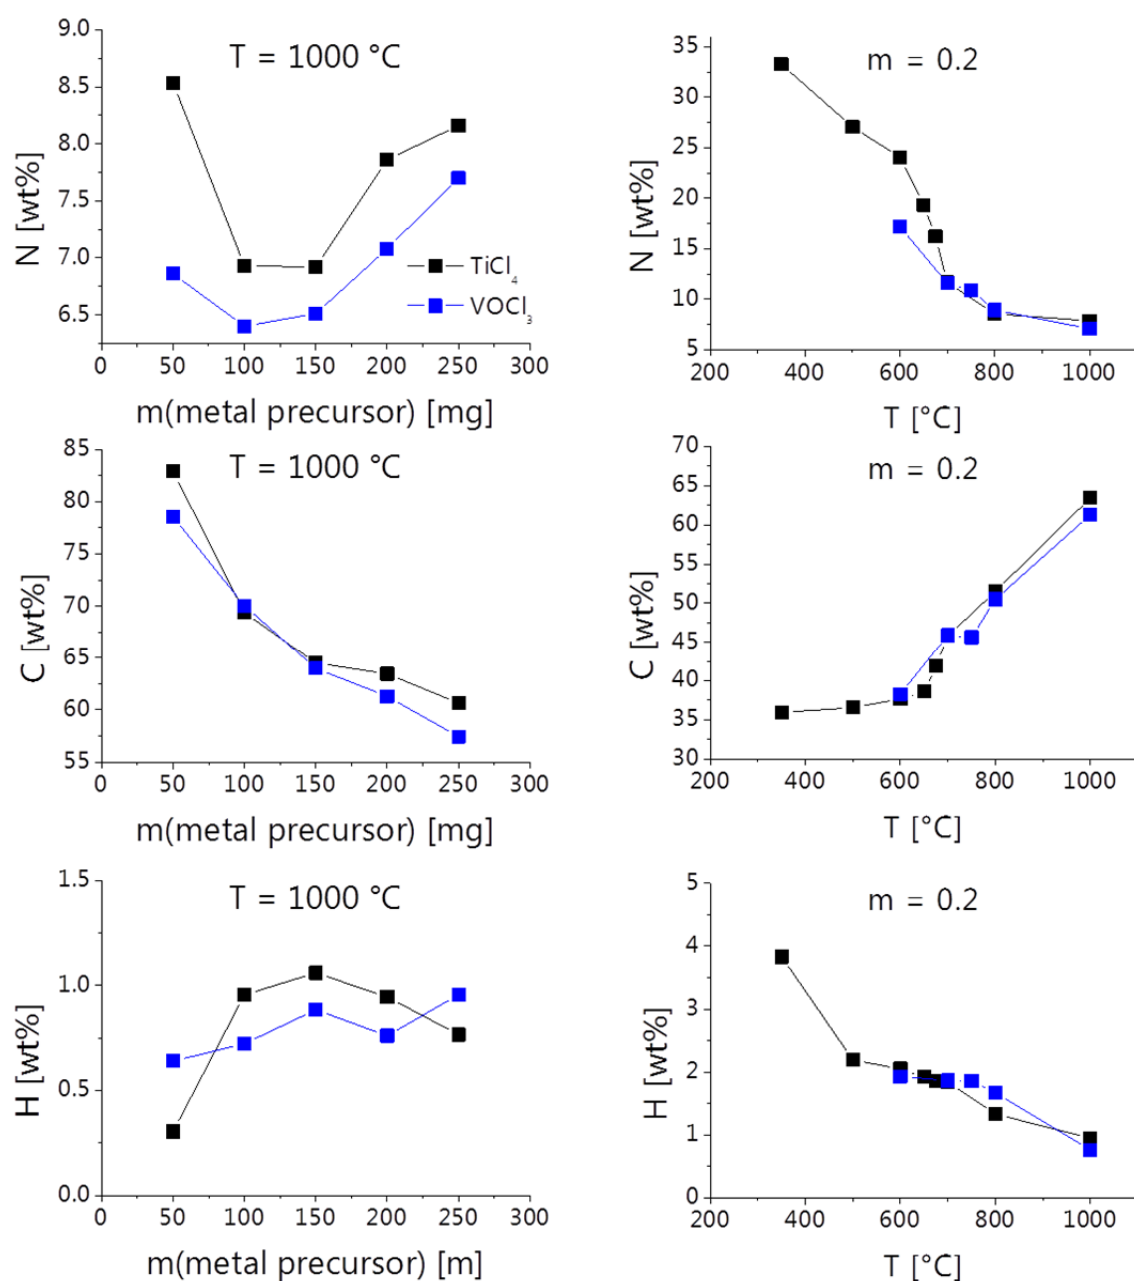 T = 1000 °C
N [wt%]
9.0
8.5
8.0
7.5
7.0
6.5
TiCl₄
VOCl₃
0 50 100 150 200 250 300
m(metal precursor) [mg]
m = 0.2
N [wt%]
35
30
25
20
15
10
5
200 400 600 800 1000
T [°C]
T = 1000 °C
C [wt%]
85
80
75
70
65
60
55
0 50 100 150 200 250 300
m(metal precursor) [mg]
m = 0.2
C [wt%]
70
65
60
55
50
45
40
35
30
200 400 600 800 1000
T [°C]
T = 1000 °C
H [wt%]
1.5
1.0
0.5
0.0
0 50 100 150 200 250 300
m(metal precursor) [m]
m = 0.2
H [wt%]
5
4
3
2
1
0
200 400 600 800 1000
T [°C]